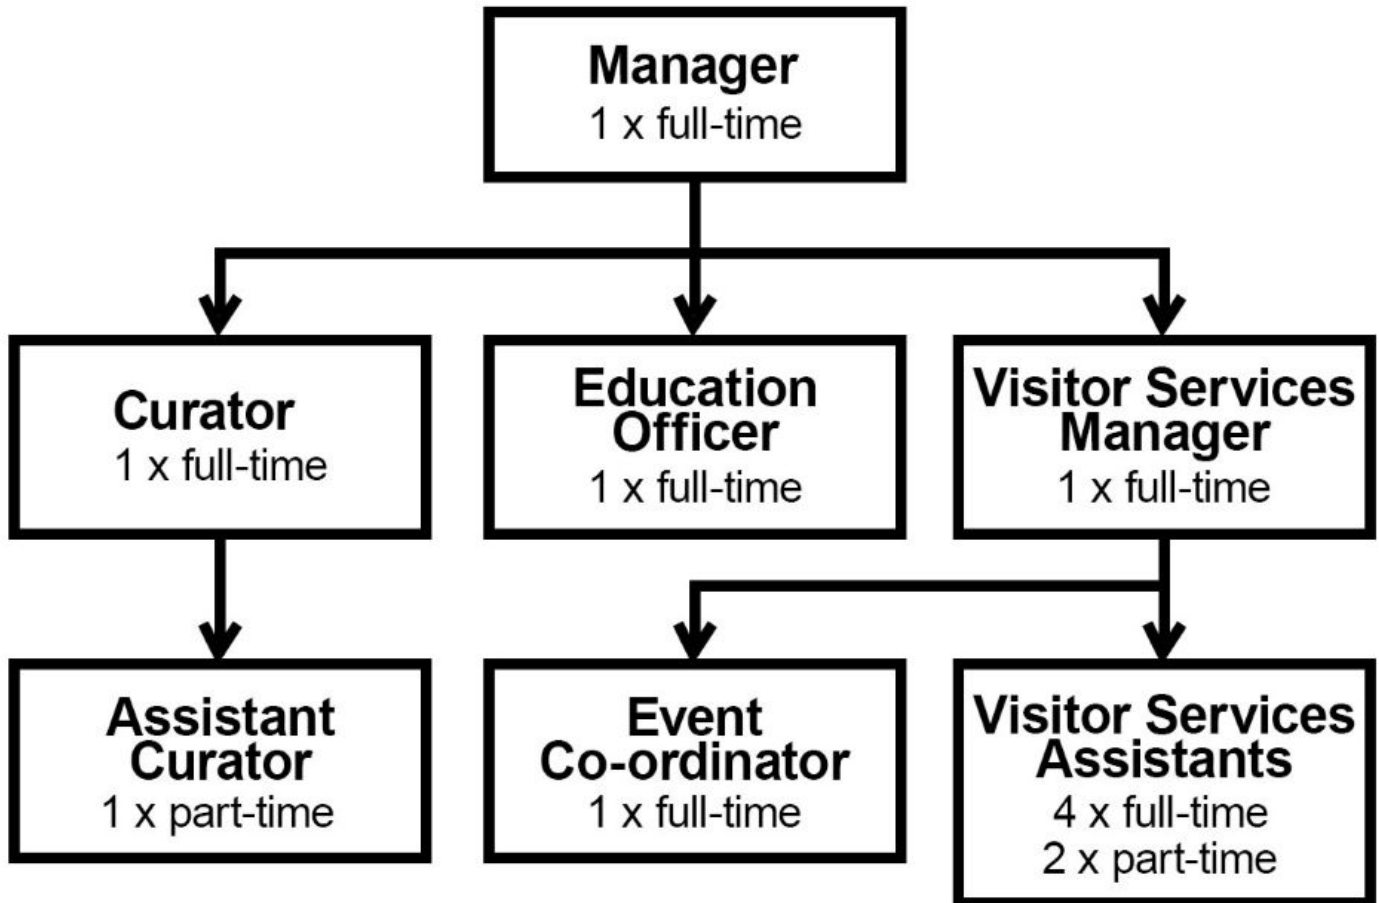 Manager
1 x full-time
Curator
1 x full-time
Education
Officer
1 x full-time
Visitor Services
Manager
1 x full-time
Assistant
Curator
1 x part-time
Event
Co-ordinator
1 x full-time
Visitor Services
Assistants
4 x full-time
2 x part-time